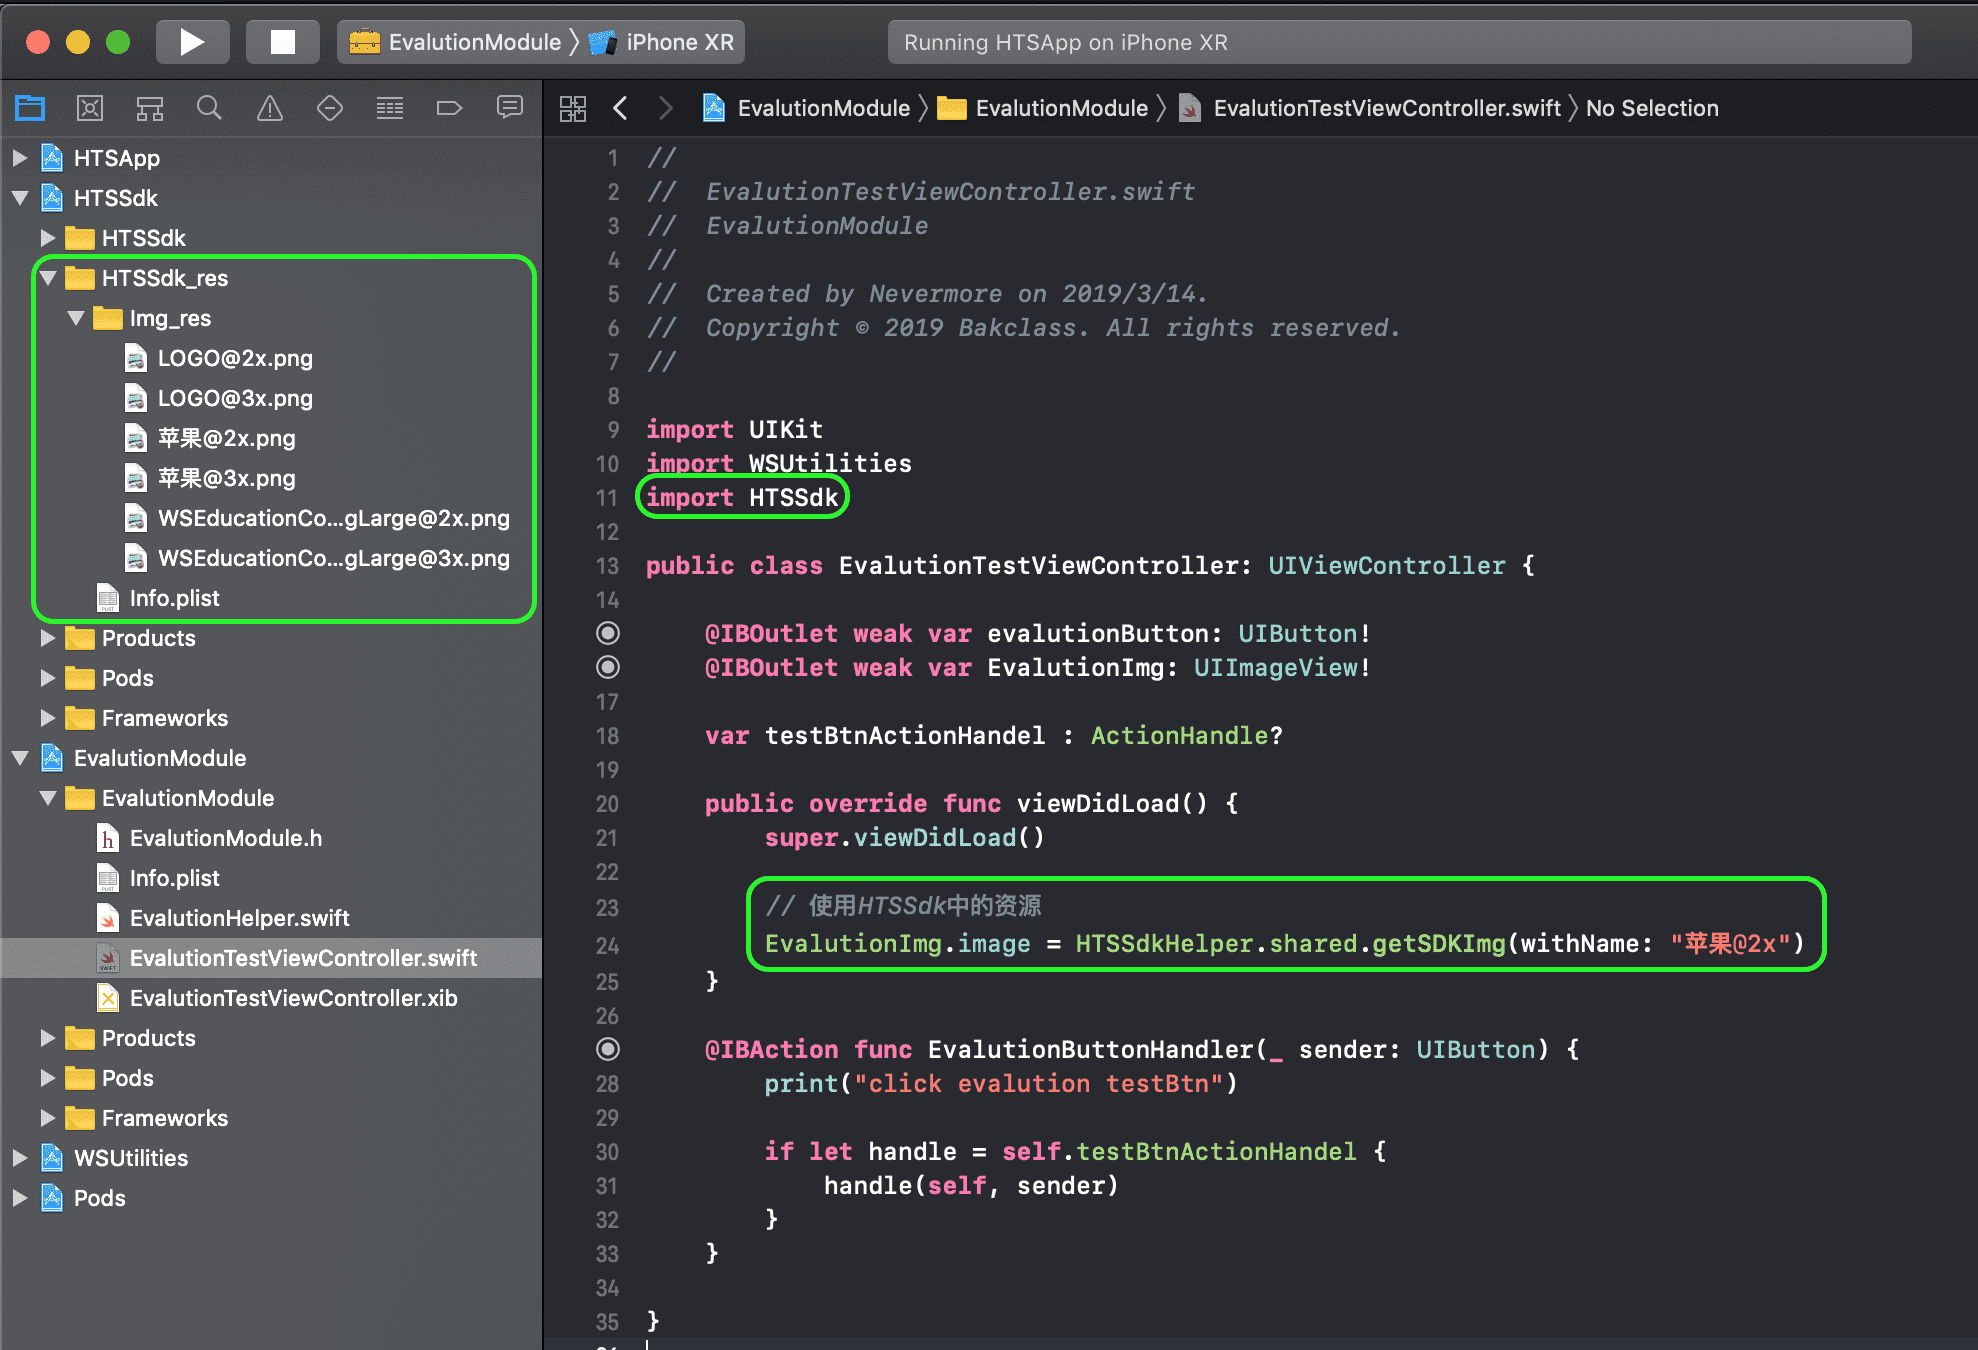 EvalutionModule 〉 iPhone XR
Running HTSApp on iPhone XR
EvalutionModule 〉 EvalutionModule 〉 EvalutionTestViewController.swift 〉 No Selection
HTSApp
HTSSdk
HTSSdk
HTSSdk_res
Img_res
LOGO@2x.png
LOGO@3x.png
苹果@2x.png
苹果@3x.png
WSEducationCo...gLarge@2x.png
WSEducationCo...gLarge@3x.png
Info.plist
Products
Pods
Frameworks
EvalutionModule
EvalutionModule
EvalutionModule.h
Info.plist
EvalutionHelper.swift
EvalutionTestViewController.swift
EvalutionTestViewController.xib
Products
Pods
Frameworks
WSUtilities
Pods
1 //
2 //  EvalutionTestViewController.swift
3 //  EvalutionModule
4 //
5 //  Created by Nevermore on 2019/3/14.
6 //  Copyright © 2019 Bakclass. All rights reserved.
7 //
8
9 import UIKit
10 import WSUtilities
11 import HTSSdk
12
13 public class EvalutionTestViewController: UIViewController {
14
@IBOutlet weak var evalutionButton: UIButton!
@IBOutlet weak var EvalutionImg: UIImageView!
17
18 var testBtnActionHandel : ActionHandle?
19
20 public override func viewDidLoad() {
21 super.viewDidLoad()
22
23 // 使用HTSSdk中的资源
24 EvalutionImg.image = HTSSdkHelper.shared.getSDKImg(withName: "苹果@2x")
25 }
26
@IBAction func EvalutionButtonHandler(_ sender: UIButton) {
28 print("click evalution testBtn")
29
30 if let handle = self.testBtnActionHandel {
31 handle(self, sender)
32 }
33 }
34
35 }